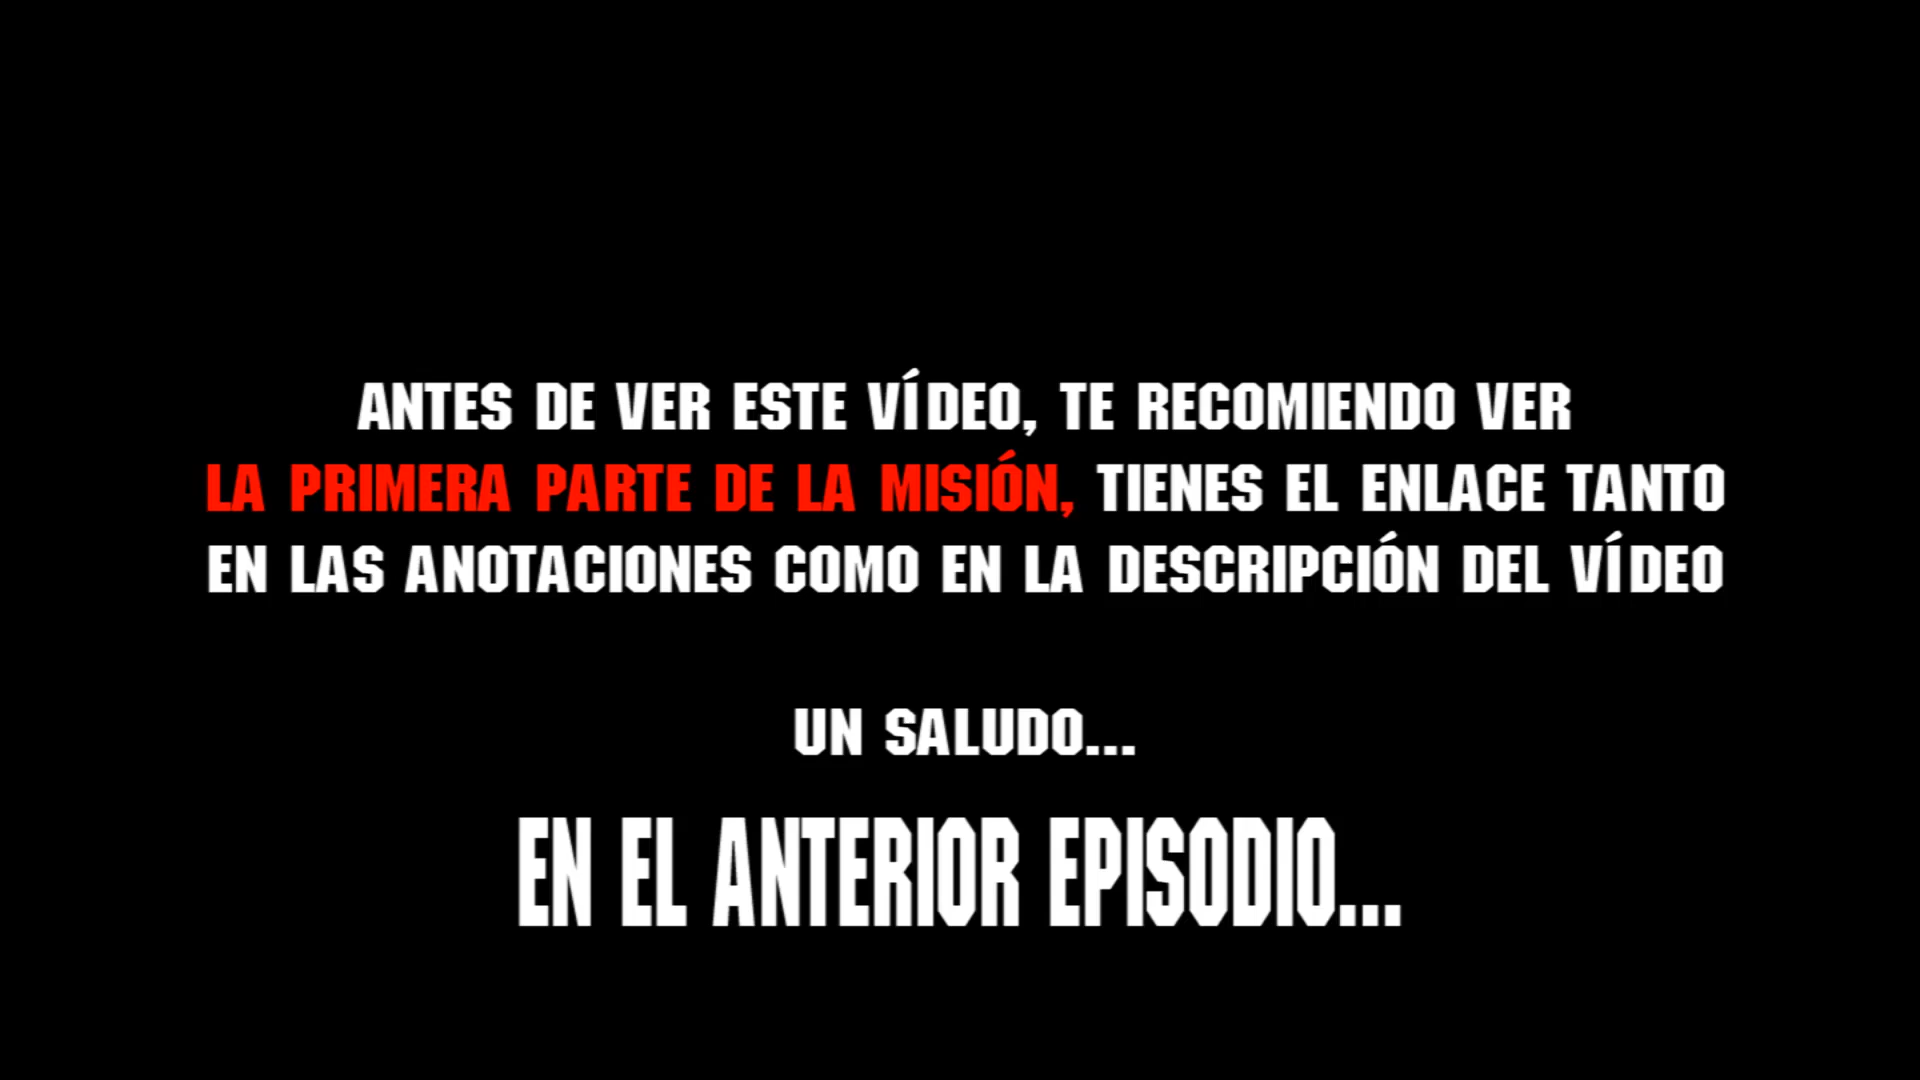 ANTES DE VER ESTE VÍDEO, TE RECOMIENDO VER
LA PRIMERA PARTE DE LA MISIÓN, TIENES EL ENLACE TANTO
EN LAS ANOTACIONES COMO EN LA DESCRIPCIÓN DEL VÍDEO
UN SALUDO...
EN EL ANTERIOR EPISODIO...